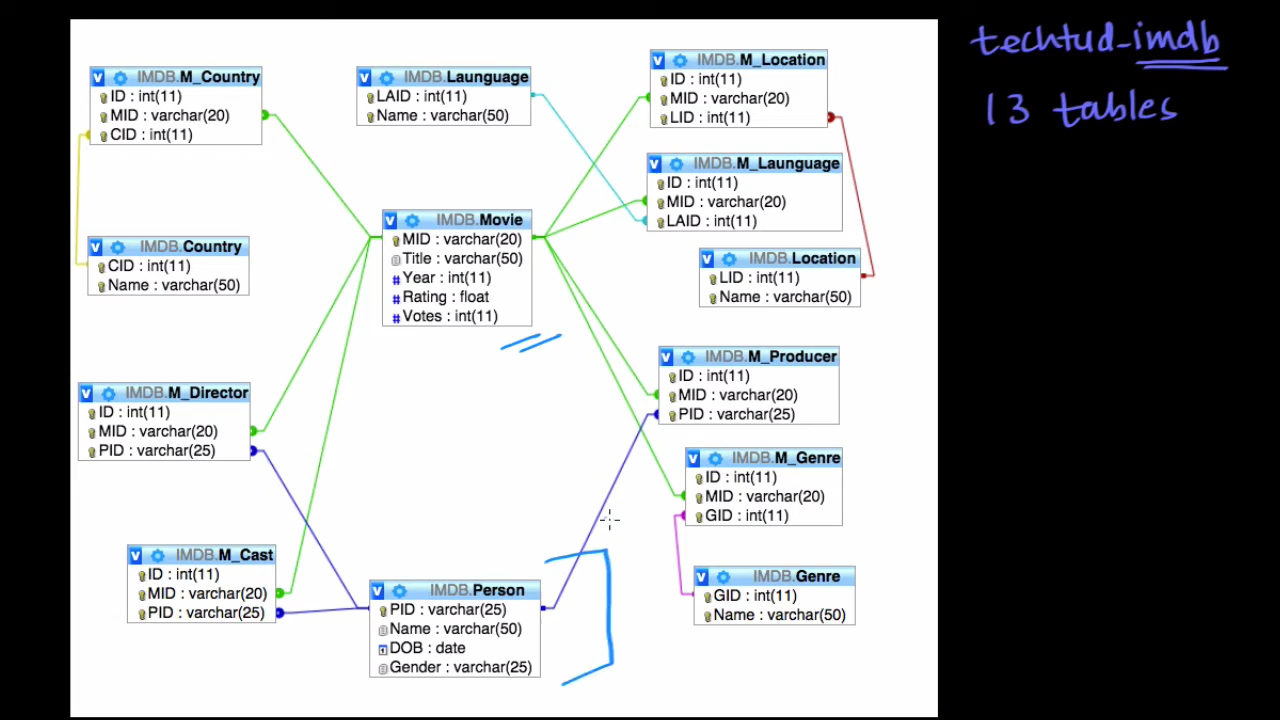 IMDB.M_Country
ID : int(11)
MID : varchar(20)
CID : int(11)
IMDB.Launguage
LAID : int(11)
Name : varchar(50)
IMDB.M_Location
ID : int(11)
MID : varchar(20)
LID : int(11)
techtud-imdb
13 tables
IMDB.M_Launguage
ID : int(11)
MID : varchar(20)
LAID : int(11)
IMDB.Country
CID : int(11)
Name : varchar(50)
IMDB.Movie
MID : varchar(20)
Title : varchar(50)
Year : int(11)
Rating : float
Votes : int(11)
IMDB.Location
LID : int(11)
Name : varchar(50)
IMDB.M_Director
ID : int(11)
MID : varchar(20)
PID : varchar(25)
IMDB.M_Producer
ID : int(11)
MID : varchar(20)
PID : varchar(25)
IMDB.M_Genre
ID : int(11)
MID : varchar(20)
GID : int(11)
IMDB.M_Cast
ID : int(11)
MID : varchar(20)
PID : varchar(25)
IMDB.Person
PID : varchar(25)
Name : varchar(50)
DOB : date
Gender : varchar(25)
IMDB.Genre
GID : int(11)
Name : varchar(50)